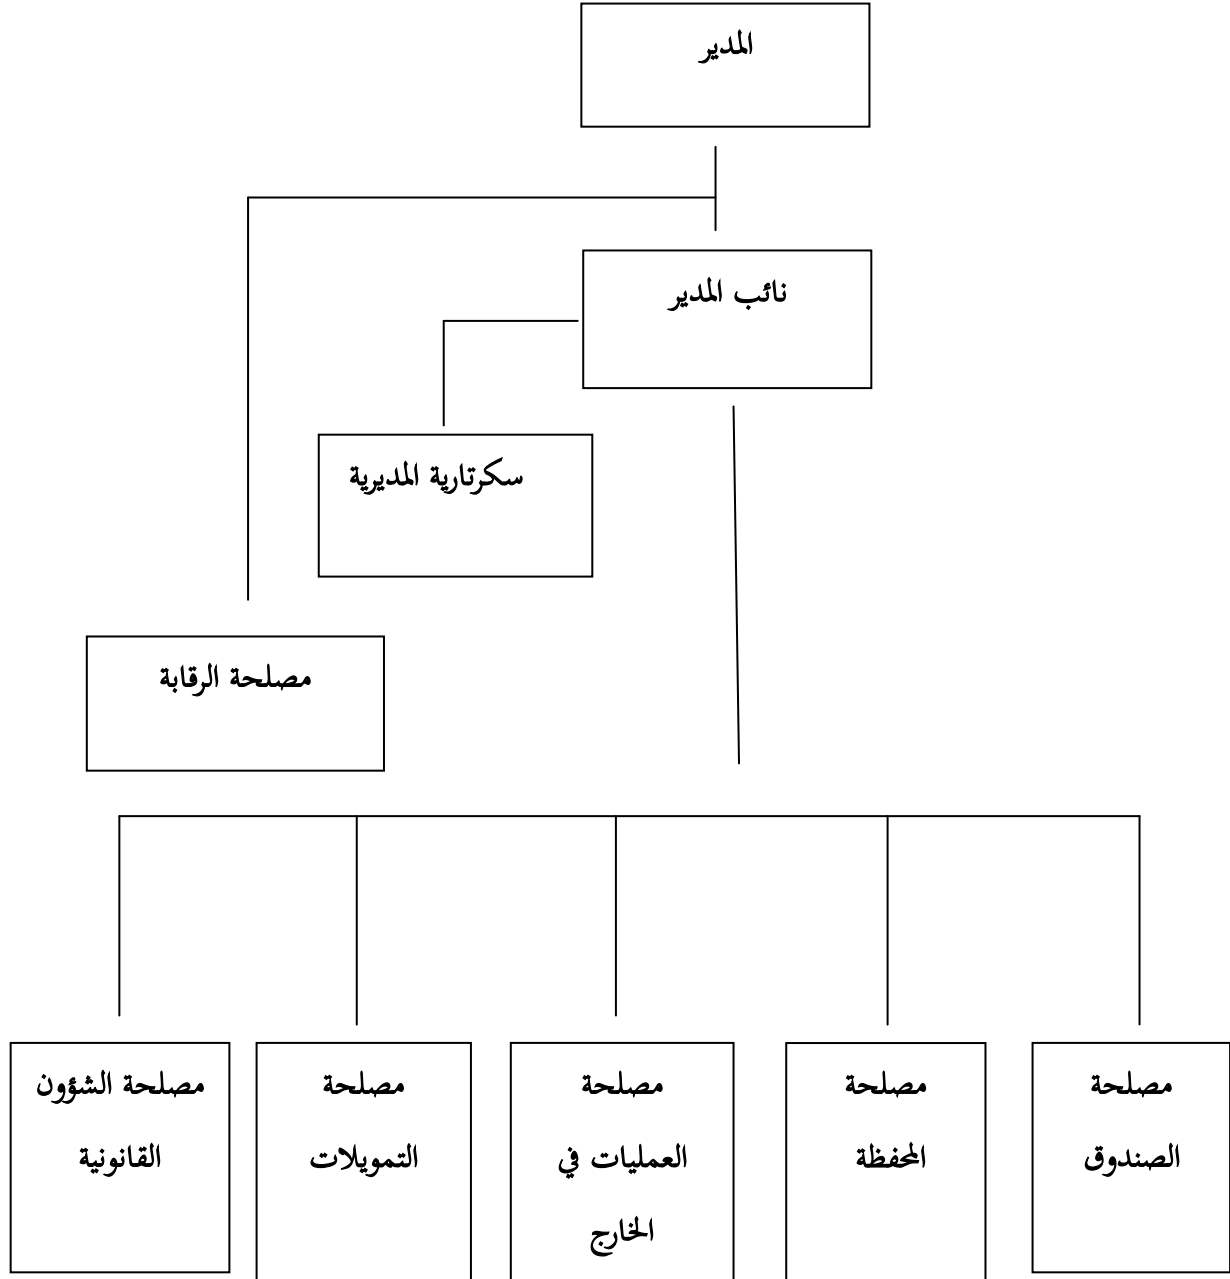 المدير
نائب المدير
سكرتارية المديرية
مصلحة الرقابة
مصلحة
الصندوق
مصلحة
المحفظة
مصلحة
العمليات في
الخارج
مصلحة
التمويلات
مصلحة الشؤون
القانونية